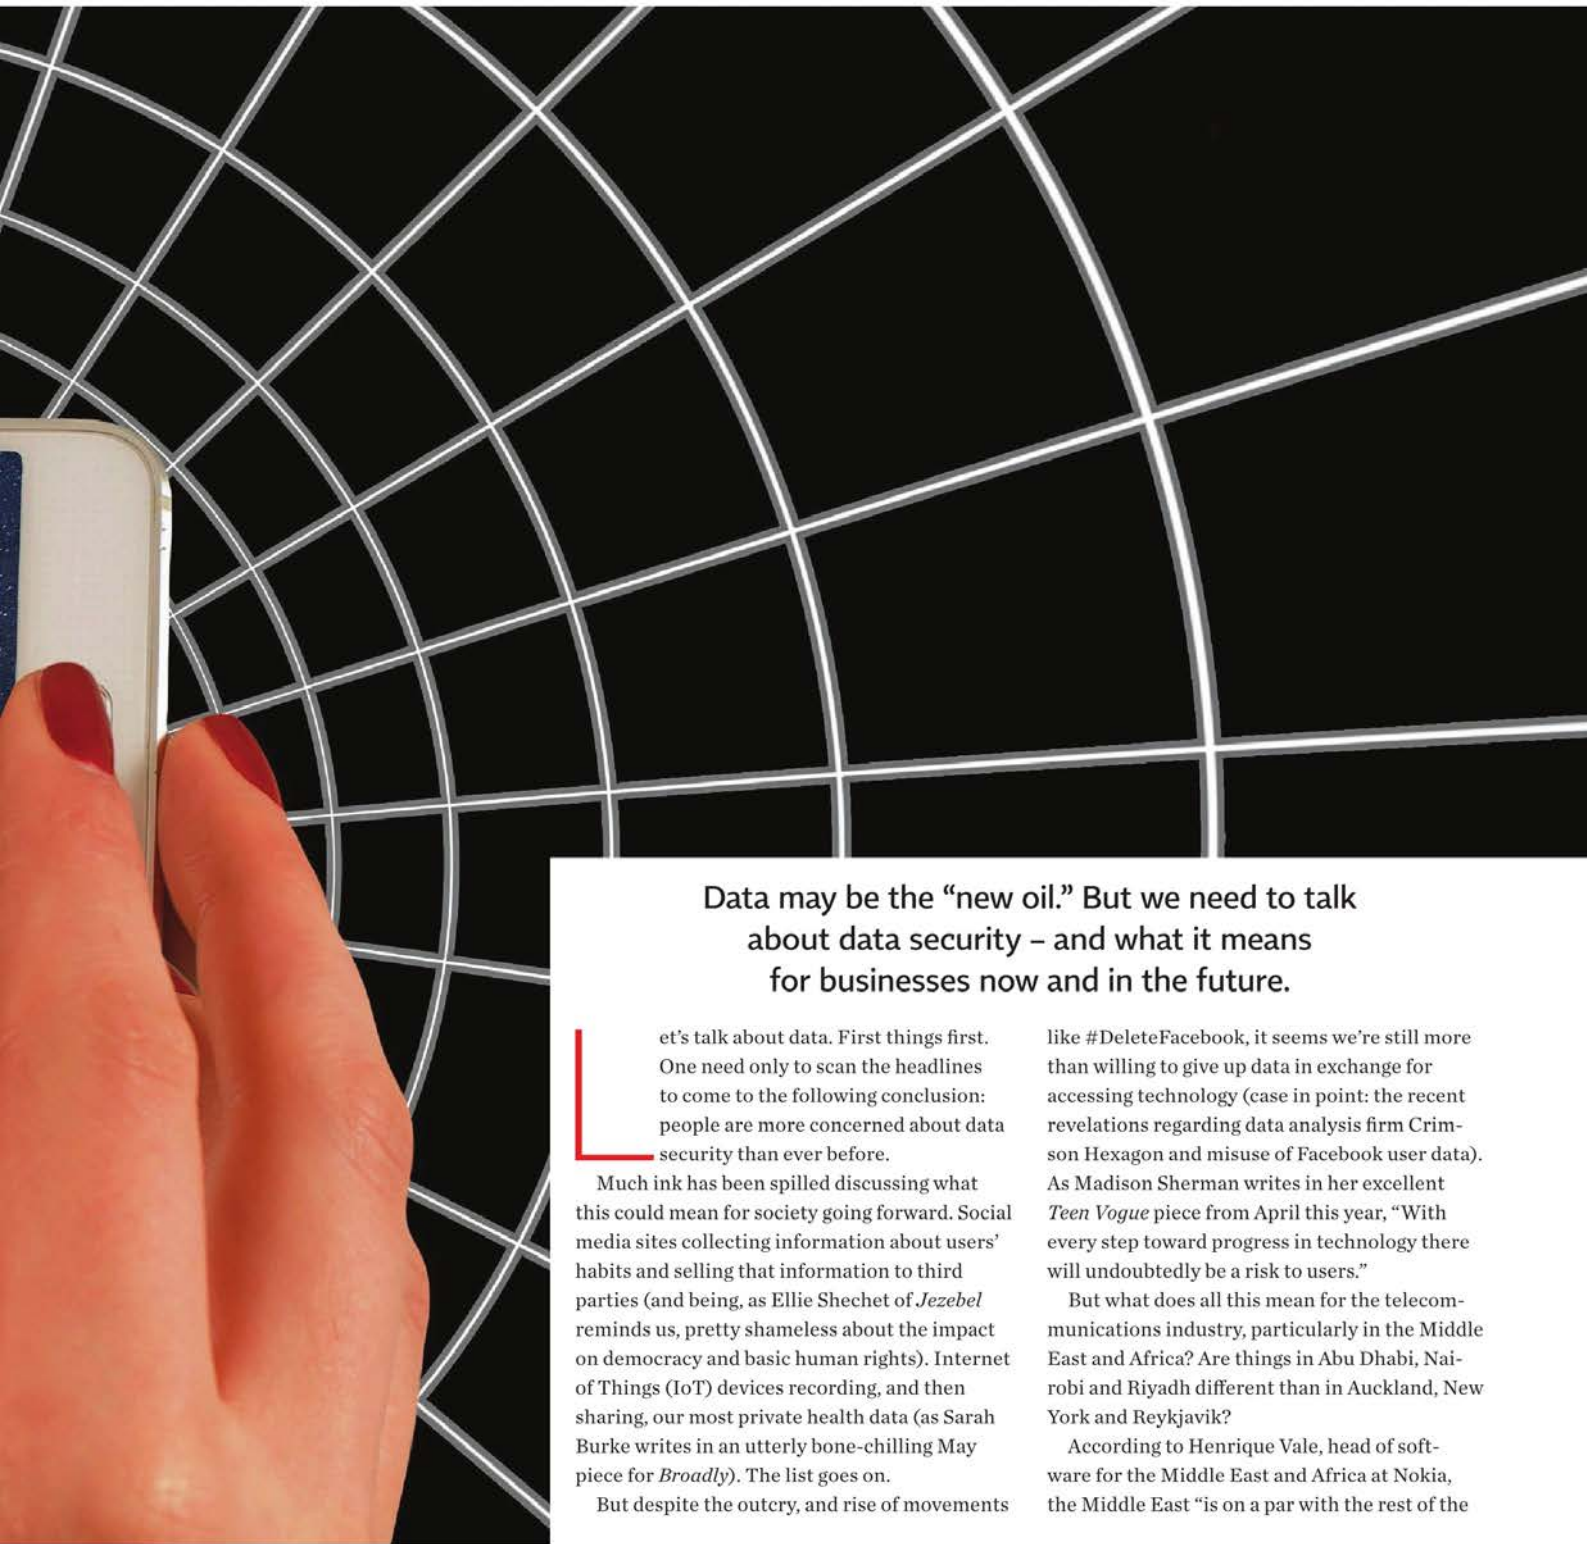 Data may be the “new oil.” But we need to talk
about data security – and what it means
for businesses now and in the future.
Let’s talk about data. First things first.
One need only to scan the headlines
to come to the following conclusion:
people are more concerned about data
security than ever before.
Much ink has been spilled discussing what
this could mean for society going forward. Social
media sites collecting information about users’
habits and selling that information to third
parties (and being, as Ellie Shechet of Jezebel
reminds us, pretty shameless about the impact
on democracy and basic human rights). Internet
of Things (IoT) devices recording, and then
sharing, our most private health data (as Sarah
Burke writes in an utterly bone-chilling May
piece for Broadly). The list goes on.
But despite the outcry, and rise of movements
like #DeleteFacebook, it seems we’re still more
than willing to give up data in exchange for
accessing technology (case in point: the recent
revelations regarding data analysis firm Crim-
son Hexagon and misuse of Facebook user data).
As Madison Sherman writes in her excellent
Teen Vogue piece from April this year, “With
every step toward progress in technology there
will undoubtedly be a risk to users.”
But what does all this mean for the telecom-
munications industry, particularly in the Middle
East and Africa? Are things in Abu Dhabi, Nai-
robi and Riyadh different than in Auckland, New
York and Reykjavik?
According to Henrique Vale, head of soft-
ware for the Middle East and Africa at Nokia,
the Middle East “is on a par with the rest of the